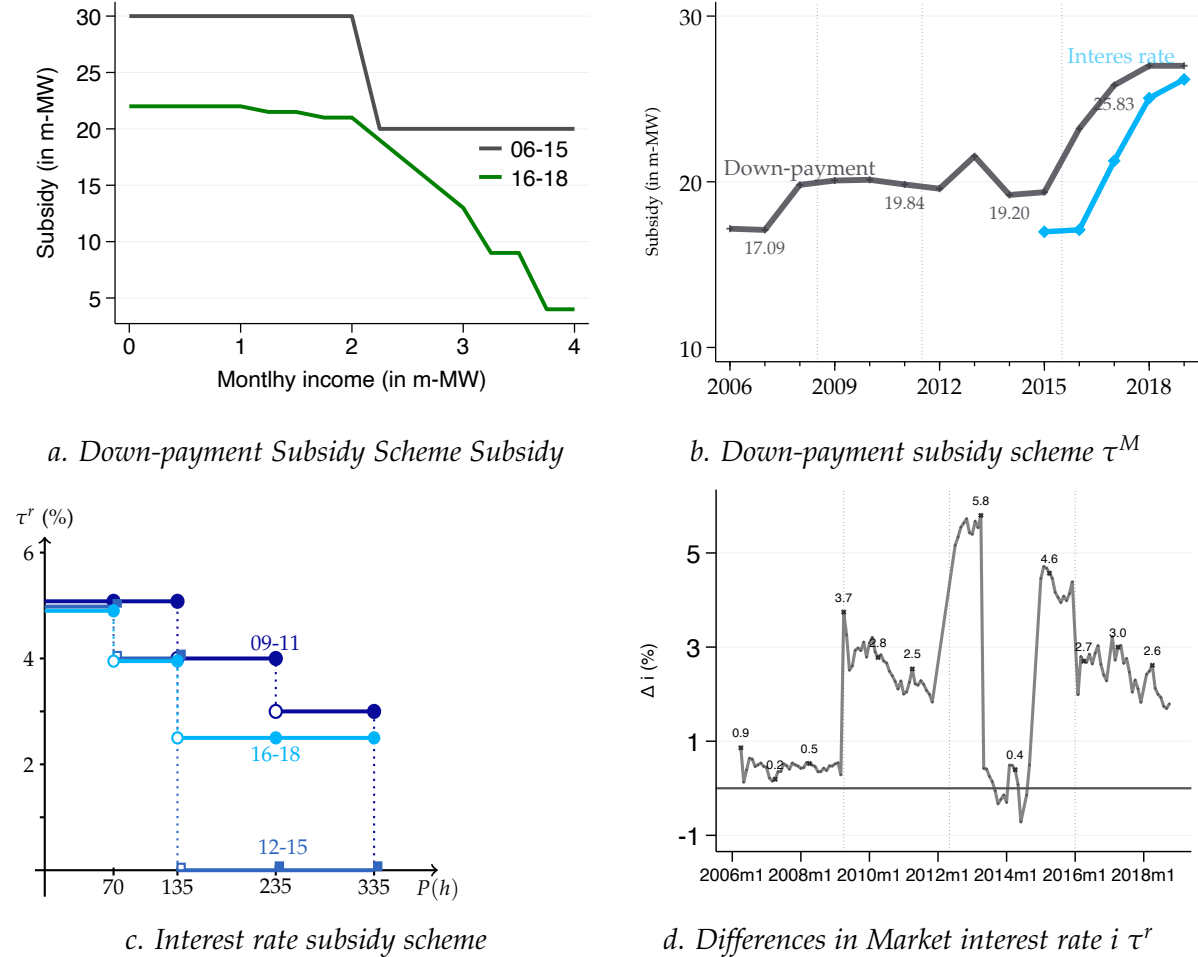 30
25
20
15
10
5
Subsidy (in m-MW)
06-15
16-18
0 1 2 3 4
Montlhy income (in m-MW)
a. Down-payment Subsidy Scheme Subsidy
30
20
10
Subsidy (in m-MW)
Interes rate
25.83
Down-payment
19.84
19.20
17.09
2006 2009 2012 2015 2018
b. Down-payment subsidy scheme τ^M
τ^r (%)
6
4
2
09-11
16-18
12-15
70 135 235 335 P(h)
c. Interest rate subsidy scheme
5
3
1
-1
Δ i (%)
5.8
4.6
3.7
2.8
2.5
2.7
3.0
2.6
0.9
0.2
0.5
0.4
2006m1 2008m1 2010m1 2012m1 2014m1 2016m1 2018m1
d. Differences in Market interest rate i τ^r